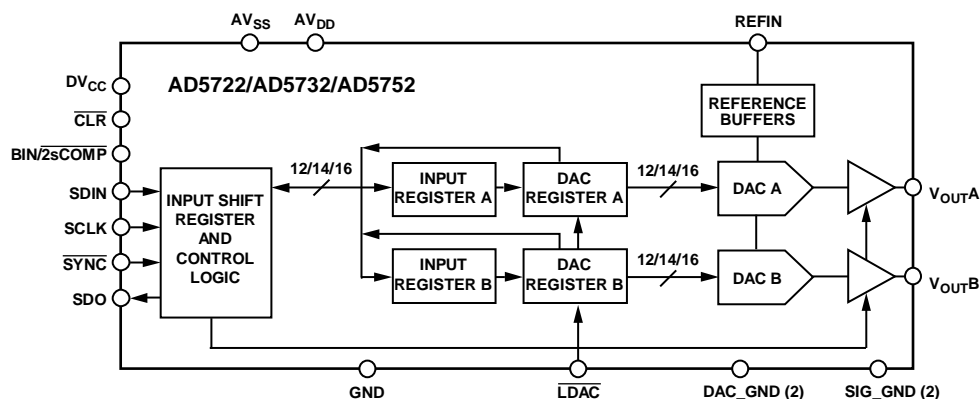 AVSS
AVDD
REFIN
DVCC
AD5722/AD5732/AD5752
CLR
REFERENCE
BUFFERS
BIN/2sCOMP
SDIN
SCLK
SYNC
SDO
INPUT SHIFT
REGISTER
AND
CONTROL
LOGIC
12/14/16
INPUT
REGISTER A
DAC
REGISTER A
12/14/16
DAC A
VOUTA
INPUT
REGISTER B
DAC
REGISTER B
12/14/16
DAC B
VOUTB
GND
LDAC
DAC_GND (2)
SIG_GND (2)